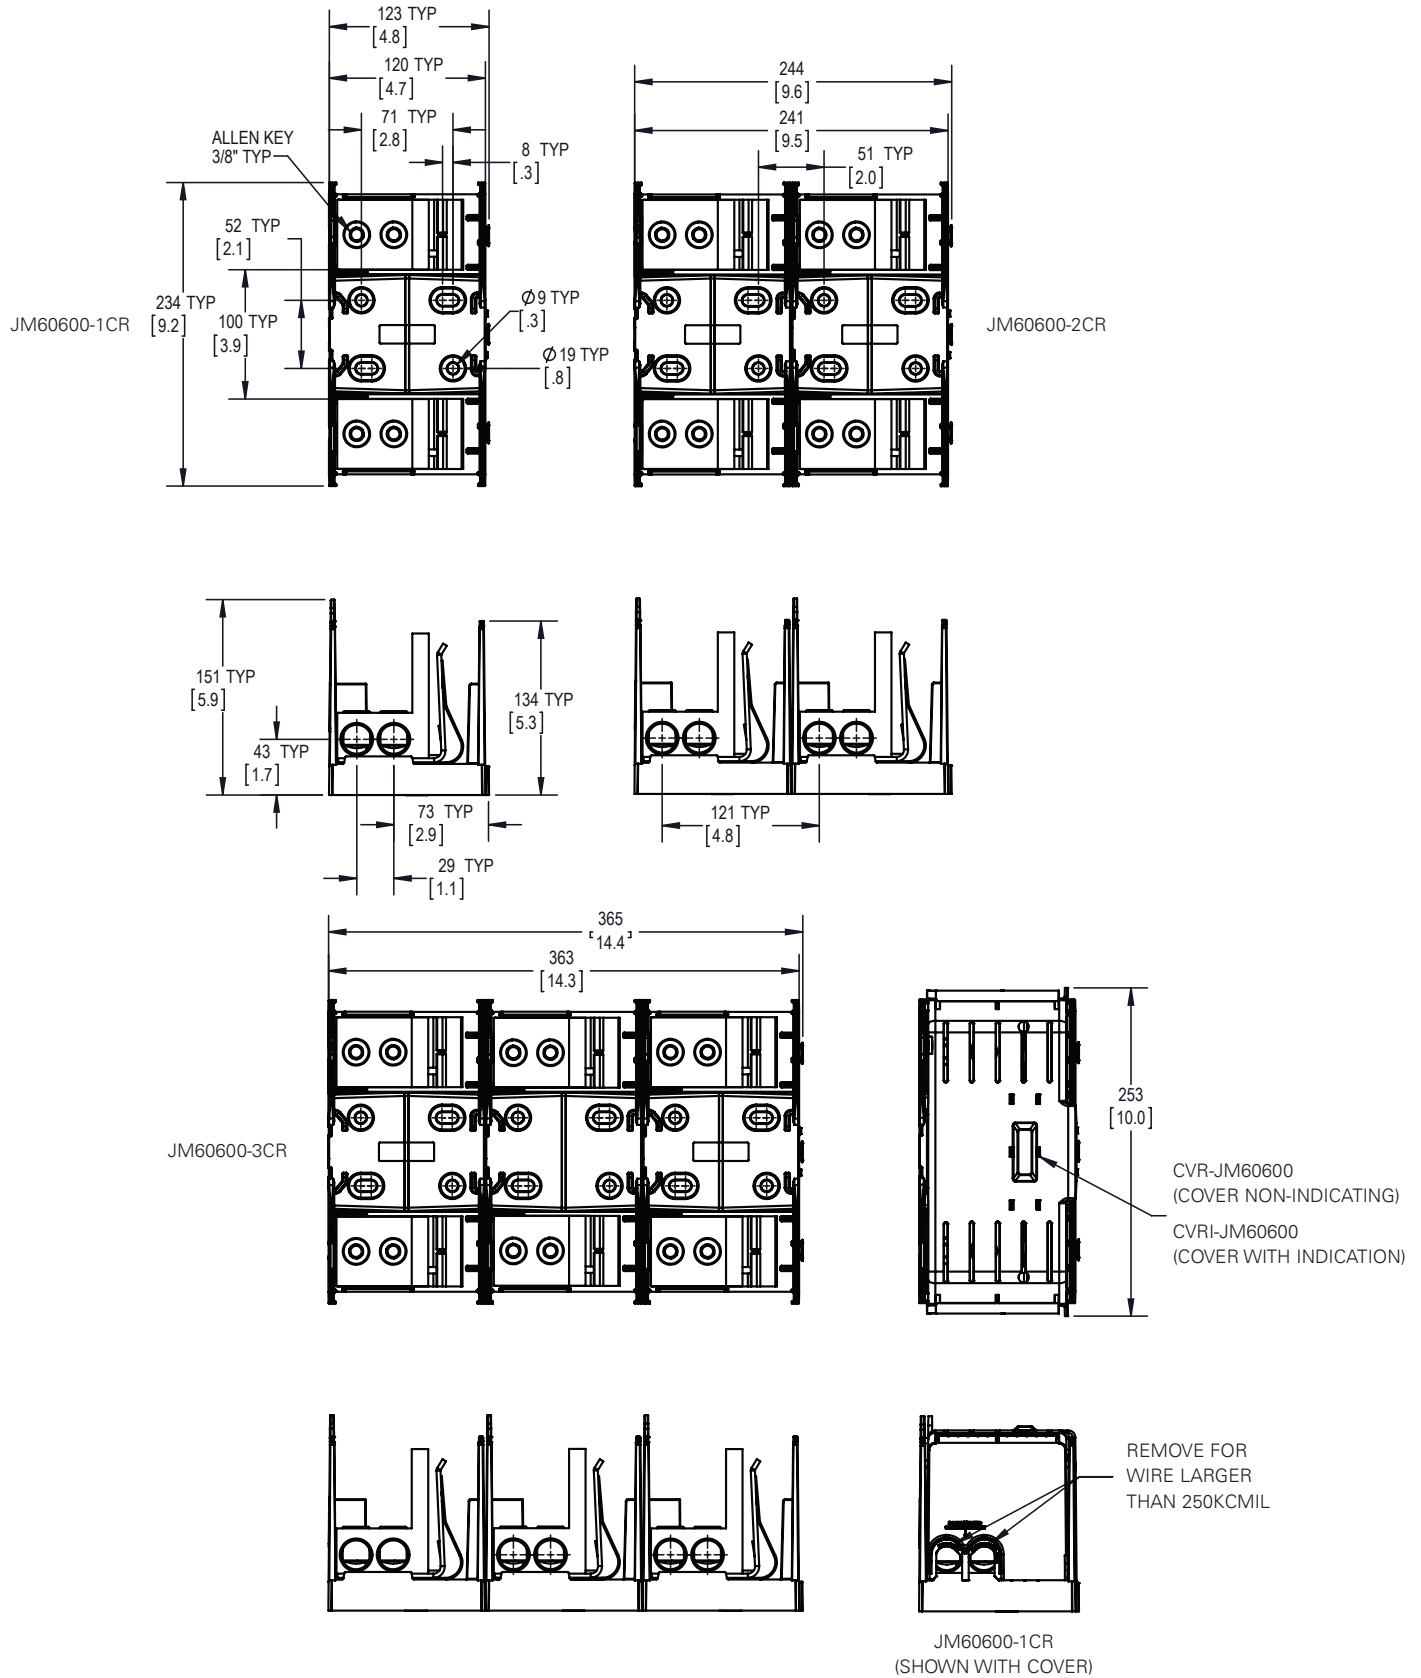 123 TYP
[4.8]
120 TYP
[4.7]
71 TYP
[2.8]
ALLEN KEY
3/8" TYP
8 TYP
[.3]
52 TYP
[2.1]
234 TYP
[9.2]
100 TYP
[3.9]
JM60600-1CR
Ø9 TYP
[.3]
Ø19 TYP
[.8]
244
[9.6]
241
[9.5]
51 TYP
[2.0]
JM60600-2CR
151 TYP
[5.9]
43 TYP
[1.7]
134 TYP
[5.3]
73 TYP
[2.9]
29 TYP
[1.1]
121 TYP
[4.8]
365
[14.4]
363
[14.3]
JM60600-3CR
253
[10.0]
CVR-JM60600
(COVER NON-INDICATING)
CVRI-JM60600
(COVER WITH INDICATION)
REMOVE FOR
WIRE LARGER
THAN 250KCMIL
JM60600-1CR
(SHOWN WITH COVER)